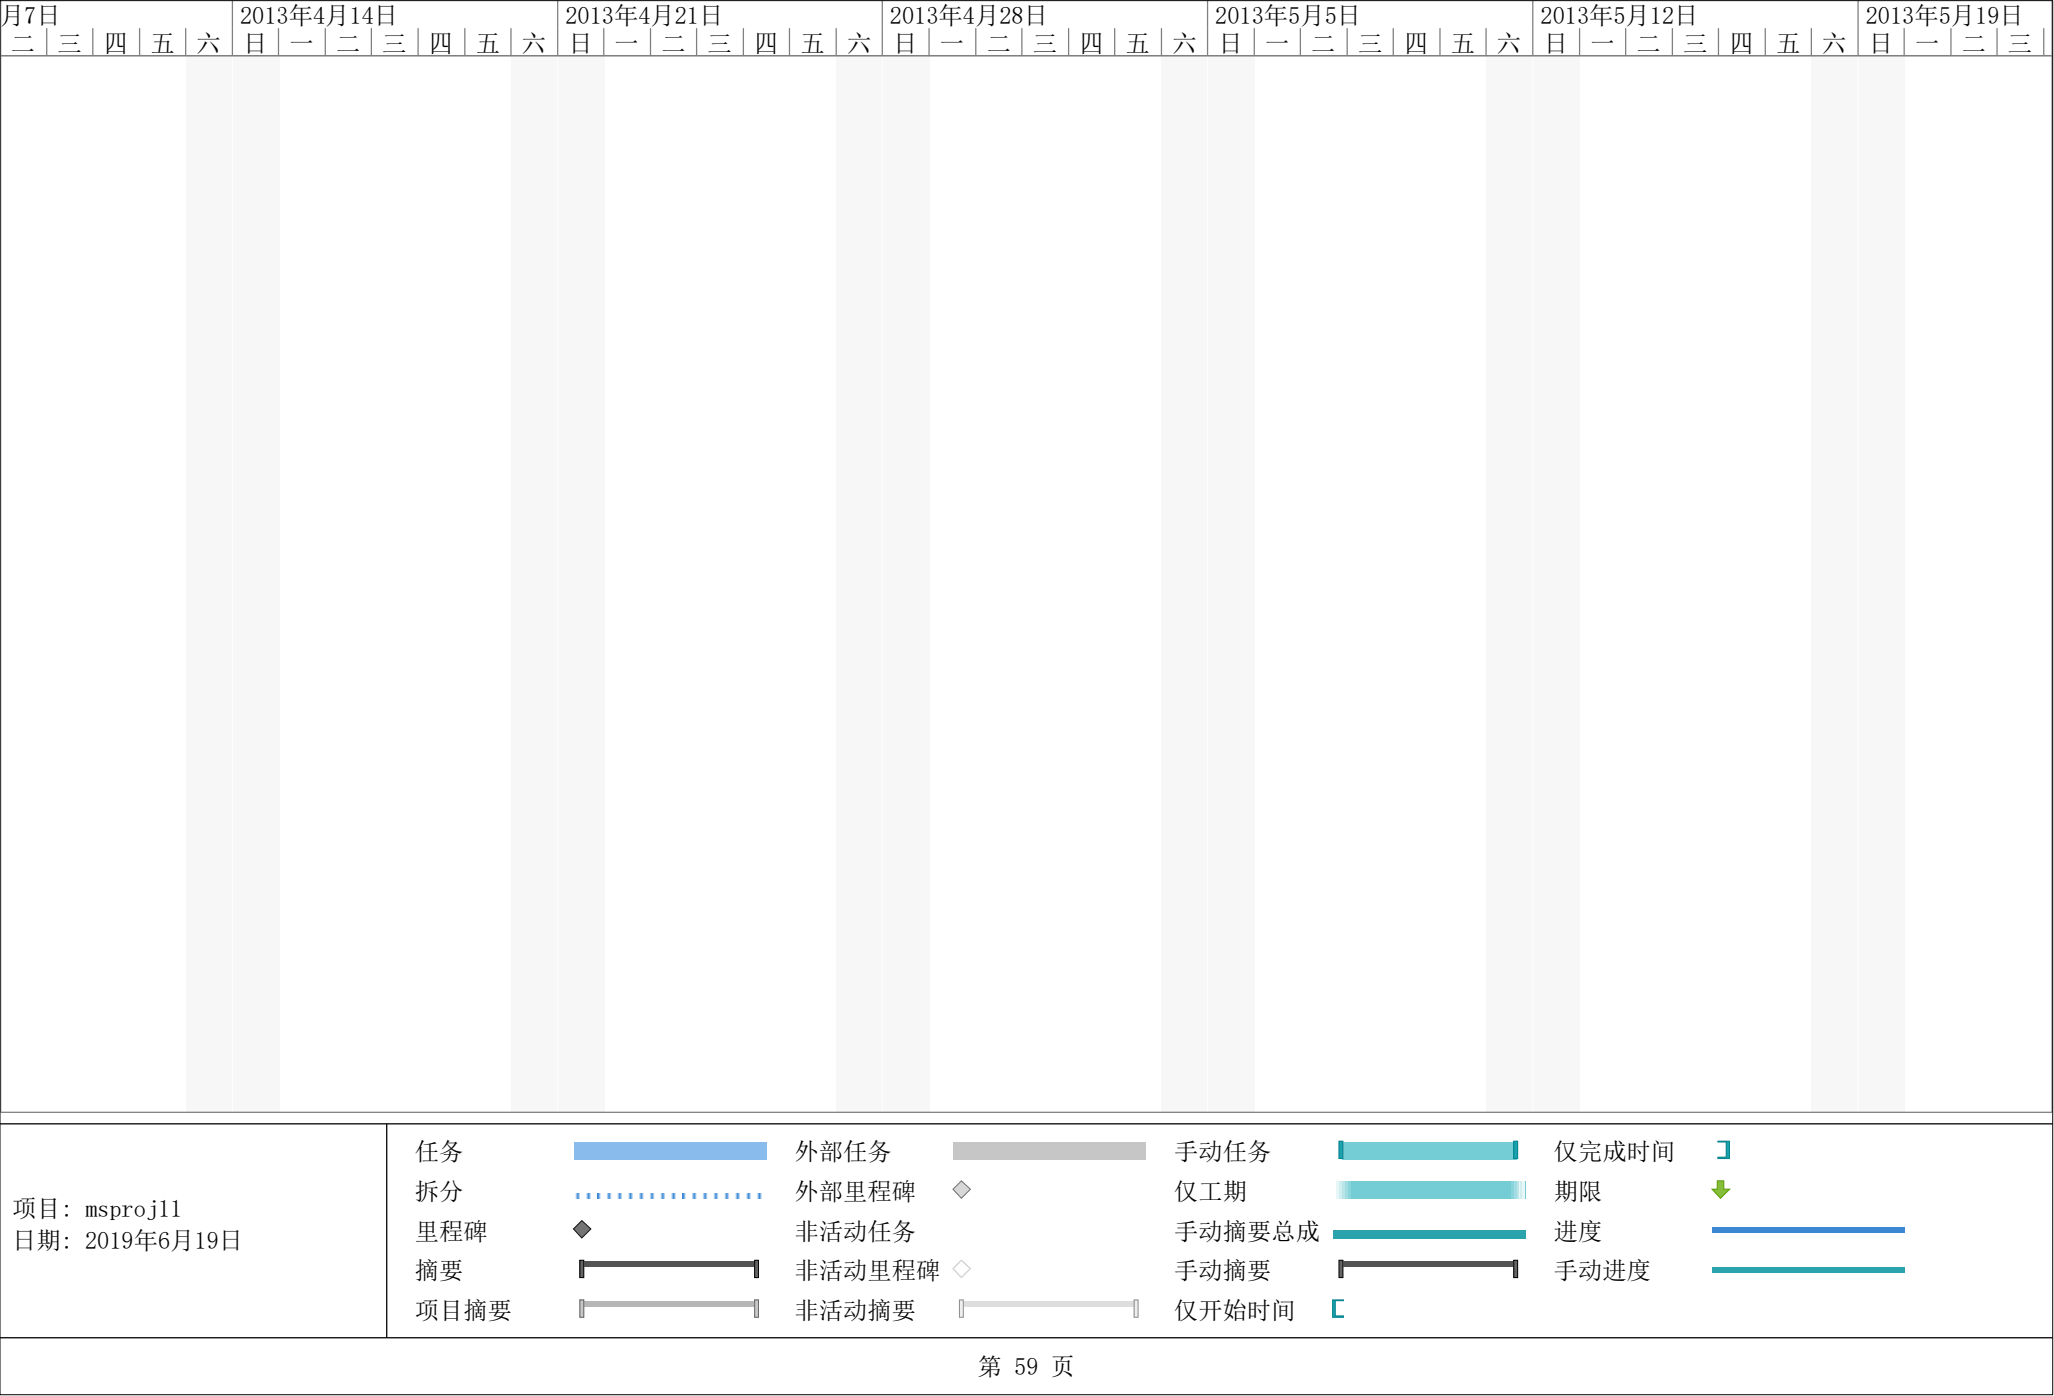 月7日 2013年4月14日 2013年4月21日 2013年4月28日 2013年5月5日 2013年5月12日 2013年5月19日
二 三 四 五 六 日 一 二 三 四 五 六 日 一 二 三 四 五 六 日 一 二 三 四 五 六 日 一 二 三 四 五 六 日 一 二 三 四 五 六 日 一 二 三
项目: msproj11
日期: 2019年6月19日
任务 外部任务 手动任务 仅完成时间
拆分 外部里程碑 仅工期 期限
里程碑 非活动任务 手动摘要总成 进度
摘要 非活动里程碑 手动摘要 手动进度
项目摘要 非活动摘要 仅开始时间
第 59 页